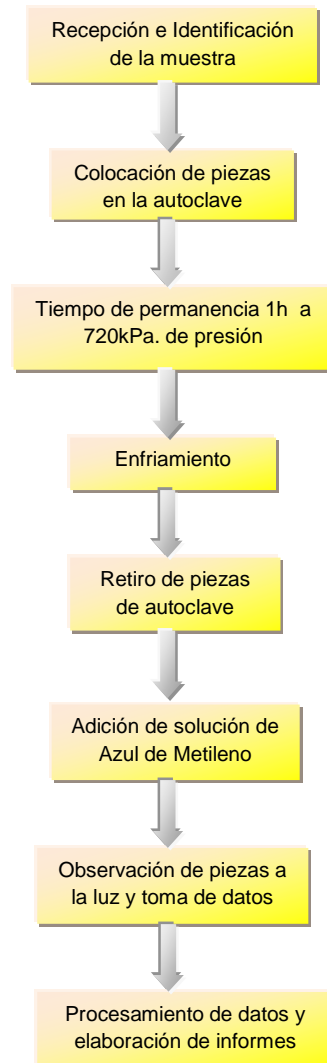 Recepción e Identificación
de la muestra
Colocación de piezas
en la autoclave
Tiempo de permanencia 1h a
720kPa. de presión
Enfriamiento
Retiro de piezas
de autoclave
Adición de solución de
Azul de Metileno
Observación de piezas a
la luz y toma de datos
Procesamiento de datos y
elaboración de informes